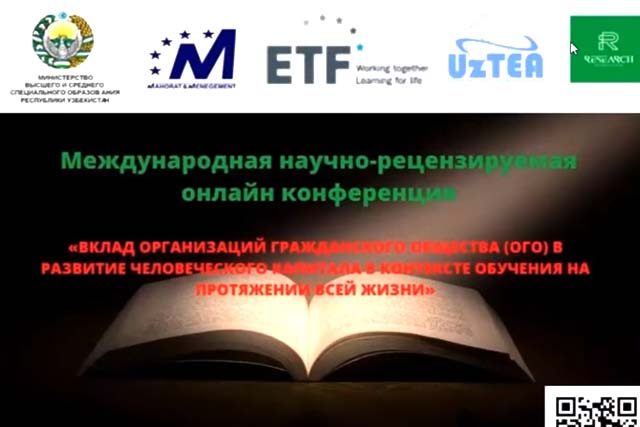 МИНИСТЕРСТВО
ВЫСШЕГО И СРЕДНЕГО
СПЕЦИАЛЬНОГО ОБРАЗОВАНИЯ
РЕСПУБЛИКИ УЗБЕКИСТАН
M
MAHORAT & MENEGEMENT
ETF
Working together
Learning for life
UzTEA
R
RESEARCH
Международная научно-рецензируемая
онлайн конференция
«ВКЛАД ОРГАНИЗАЦИЙ ГРАЖДАНСКОГО ОБЩЕСТВА (ОГО) В
РАЗВИТИЕ ЧЕЛОВЕЧЕСКОГО КАПИТАЛА В КОНТЕКСТЕ ОБУЧЕНИЯ НА
ПРОТЯЖЕНИИ ВСЕЙ ЖИЗНИ»